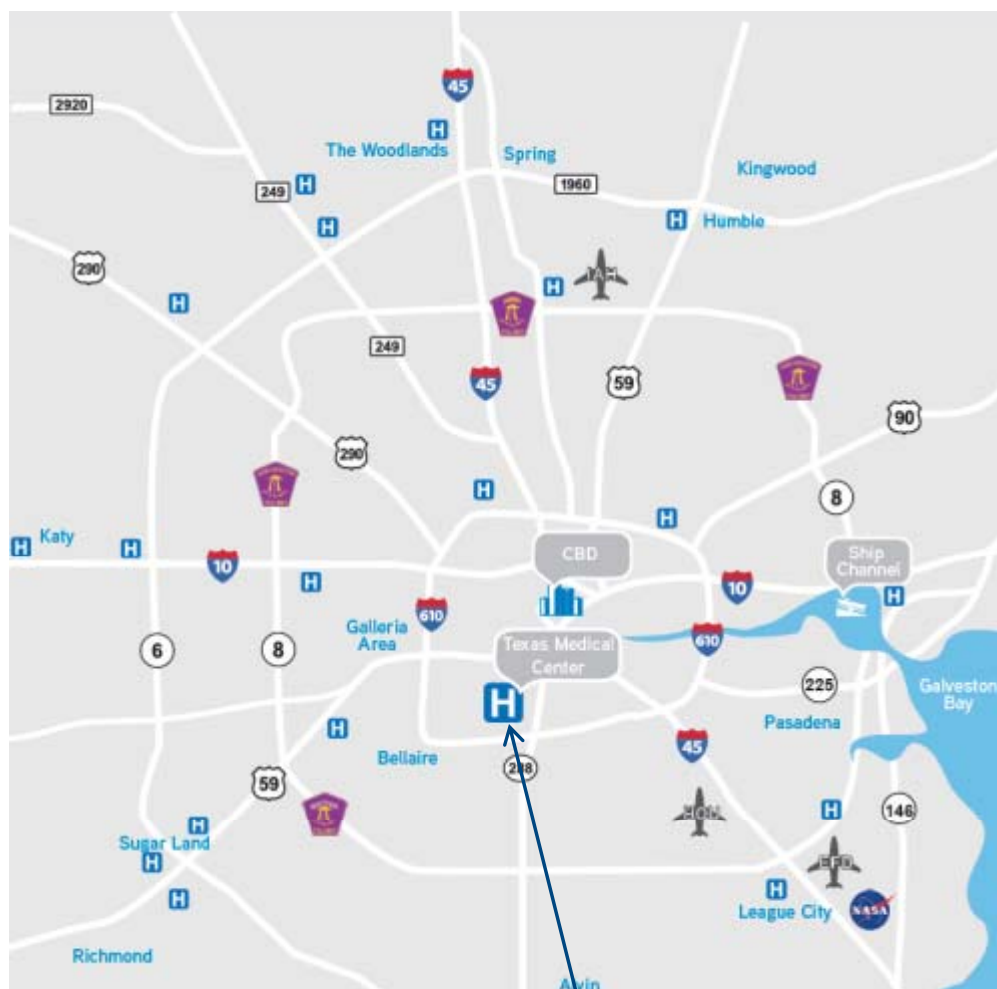 45
2920
H
The Woodlands
Spring
Kingwood
1960
249
H
H
Humble
H
290
IAH
H
H
249
45
59
90
290
8
H
H
CBD
Ship
Channel
Katy
H
H
10
H
10
H
610
Galleria
Area
Texas Medical
Center
610
6
8
225
Galveston
Bay
H
Pasadena
H
Bellaire
45
288
59
HOU
H
146
H
Sugar Land
H
EFD
H
H
League City
NASA
Richmond
Alvin